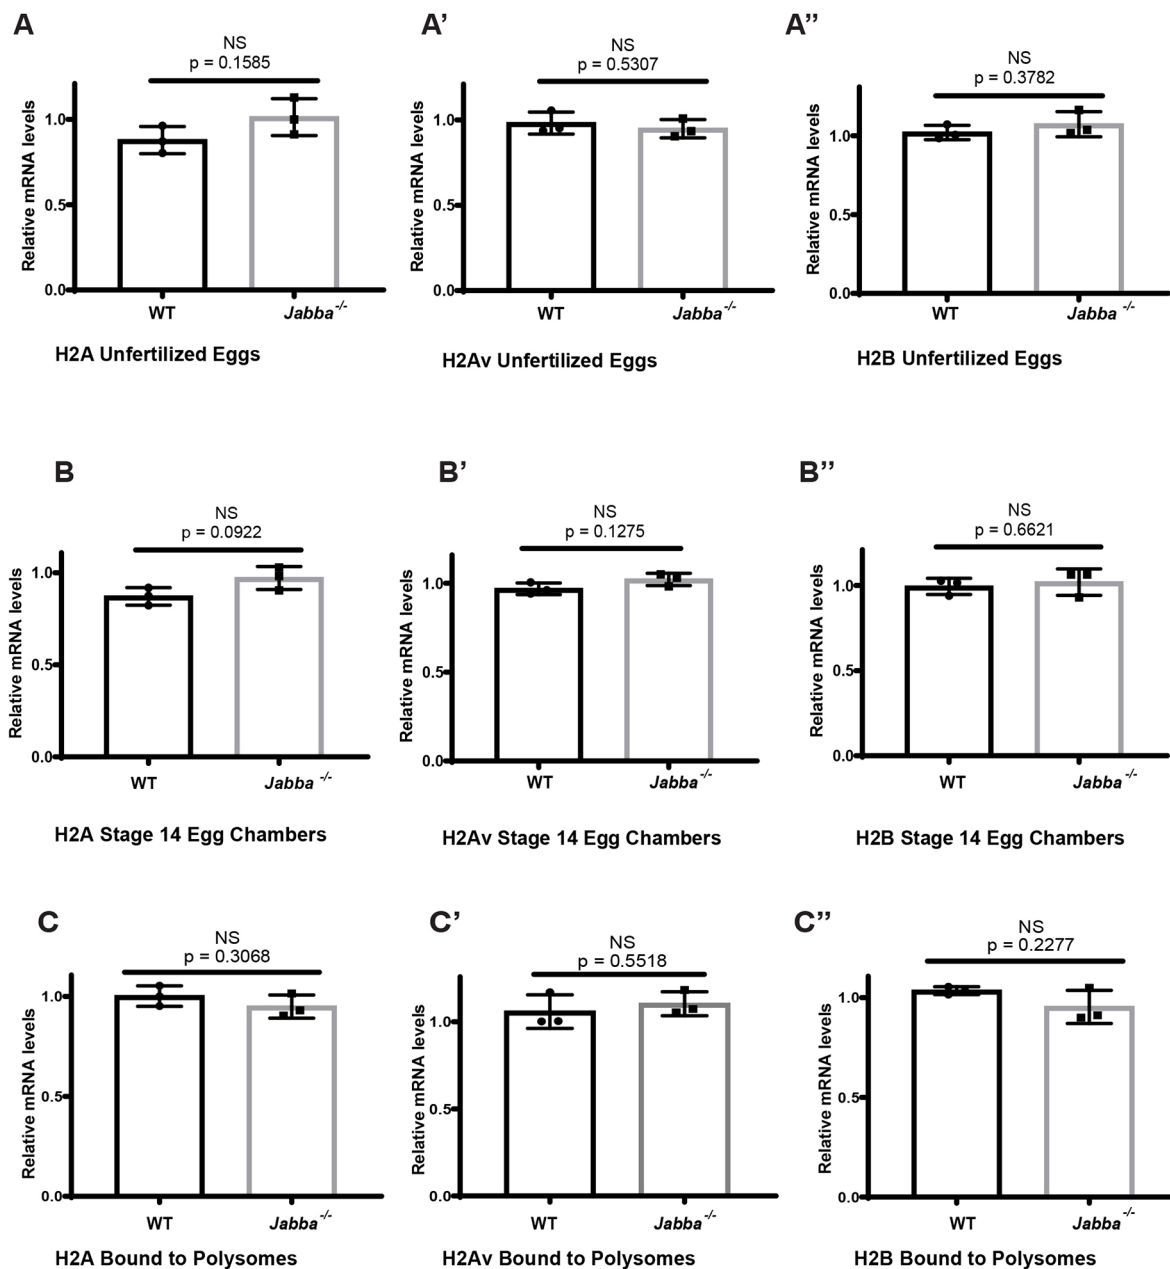 A
NS
p = 0.1585
Relative mRNA levels
1.0
0.5
0.0
WT
Jabba -/-
H2A Unfertilized Eggs
A’
NS
p = 0.5307
Relative mRNA levels
1.0
0.5
0.0
WT
Jabba -/-
H2Av Unfertilized Eggs
A”
NS
p = 0.3782
Relative mRNA levels
1.0
0.5
0.0
WT
Jabba -/-
H2B Unfertilized Eggs
B
NS
p = 0.0922
Relative mRNA levels
1.0
0.5
0.0
WT
Jabba -/-
H2A Stage 14 Egg Chambers
B’
NS
p = 0.1275
Relative mRNA levels
1.0
0.5
0.0
WT
Jabba -/-
H2Av Stage 14 Egg Chambers
B”
NS
p = 0.6621
Relative mRNA levels
1.0
0.5
0.0
WT
Jabba -/-
H2B Stage 14 Egg Chambers
C
NS
p = 0.3068
Relative mRNA levels
1.0
0.5
0.0
WT
Jabba -/-
H2A Bound to Polysomes
C’
NS
p = 0.5518
Relative mRNA levels
1.0
0.5
0.0
WT
Jabba -/-
H2Av Bound to Polysomes
C”
NS
p = 0.2277
Relative mRNA levels
1.0
0.5
0.0
WT
Jabba -/-
H2B Bound to Polysomes